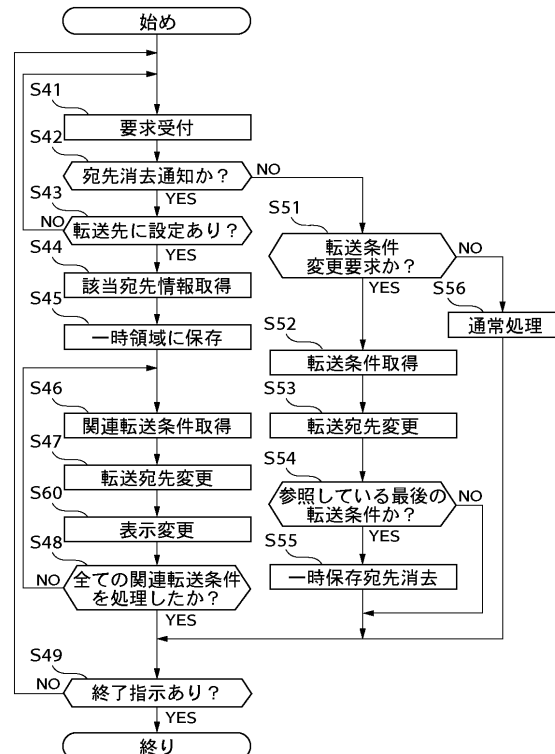 始め
S41
要求受付
S42
宛先消去通知か？
NO
YES
S43
転送先に設定あり？
NO
YES
S44
該当宛先情報取得
S45
一時領域に保存
S46
関連転送条件取得
S47
転送宛先変更
S60
表示変更
S48
全ての関連転送条件
を処理したか？
NO
YES
S49
終了指示あり？
NO
YES
終り
S51
転送条件
変更要求か？
NO
YES
S56
通常処理
S52
転送条件取得
S53
転送宛先変更
S54
参照している最後の
転送条件か？
NO
YES
S55
一時保存宛先消去